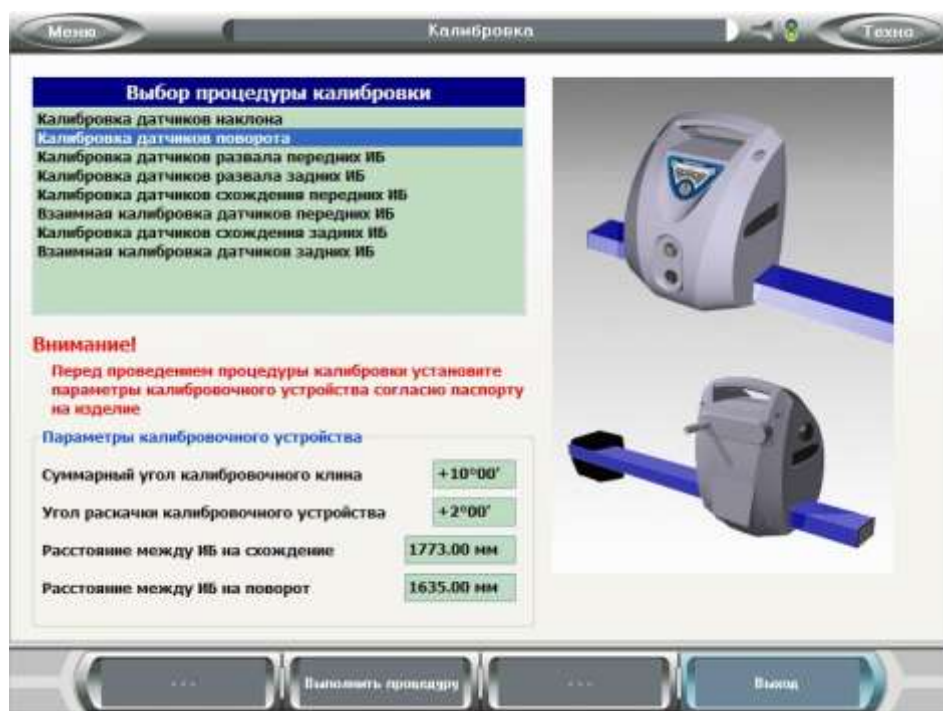 Меню
Калибровка
Техно
Выбор процедуры калибровки
Калибровка датчиков наклона
Калибровка датчиков поворота
Калибровка датчиков развала передних ИБ
Калибровка датчиков развала задних ИБ
Калибровка датчиков схождения передних ИБ
Взаимная калибровка датчиков передних ИБ
Калибровка датчиков схождения задних ИБ
Взаимная калибровка датчиков задних ИБ
Внимание!
Перед проведением процедуры калибровки установите
параметры калибровочного устройства согласно паспорту
на изделие
Параметры калибровочного устройства
Суммарный угол калибровочного клина +10°00'
Угол раскачки калибровочного устройства +2°00'
Расстояние между ИБ на схождение 1773.00 мм
Расстояние между ИБ на поворот 1635.00 мм
- - -
Выполнить процедуру
- - -
Выход